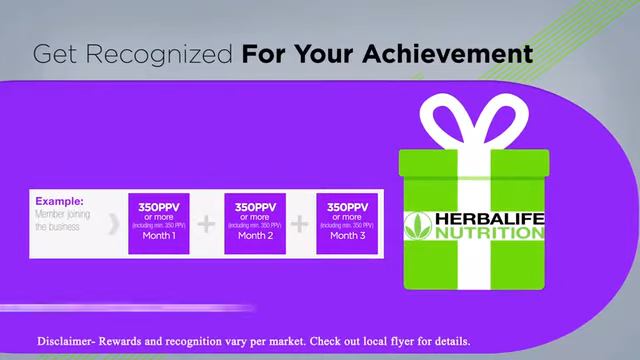 Get Recognized For Your Achievement
Example:
Member joining
the business
350PPV
or more
(including min. 350 PPV)
Month 1
+
350PPV
or more
(including min. 350 PPV)
Month 2
+
350PPV
or more
(including min. 350 PPV)
Month 3
HERBALIFE
NUTRITION
Disclaimer- Rewards and recognition vary per market. Check out local flyer for details.